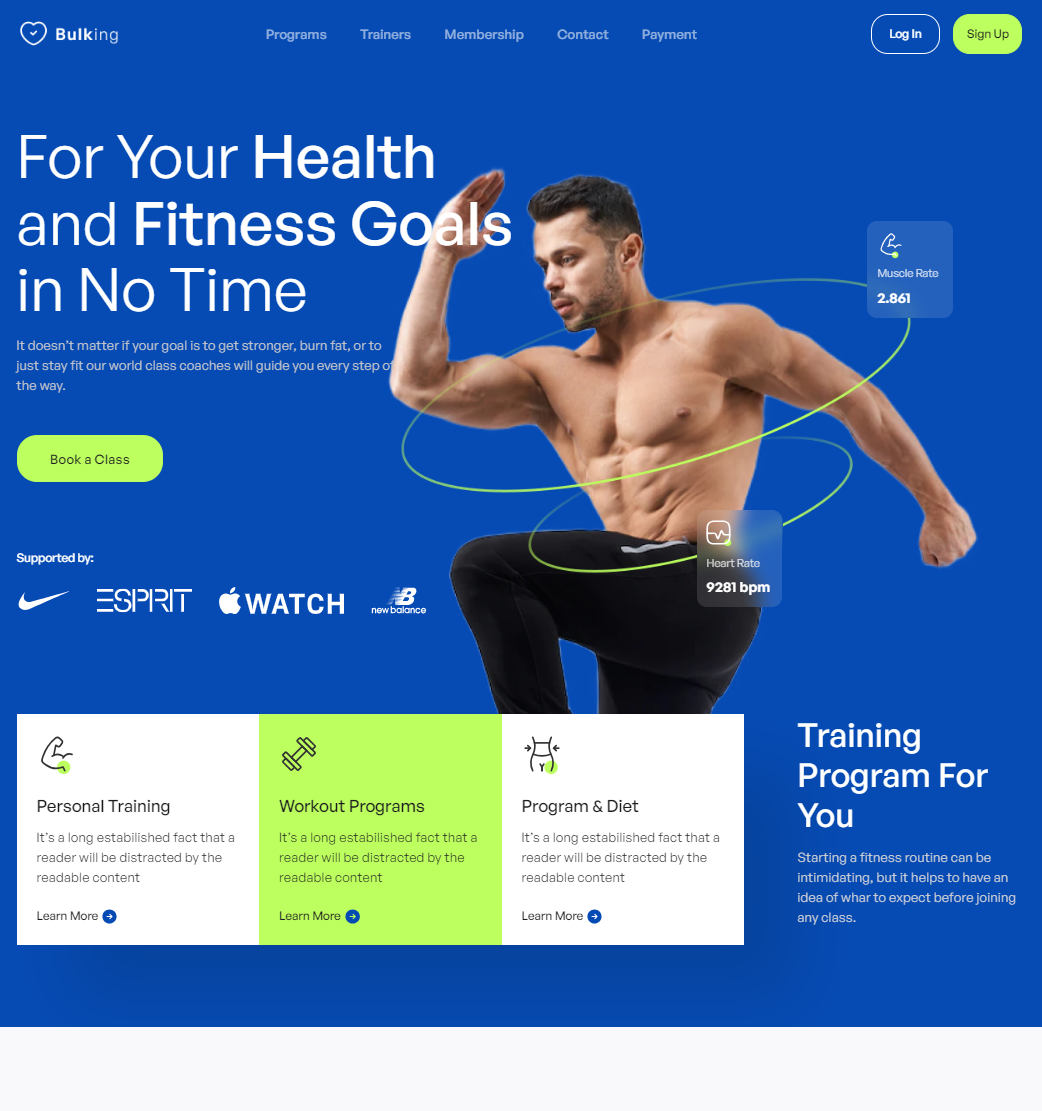 Bulking
Programs
Trainers
Membership
Contact
Payment
Log In
Sign Up
For Your Health
and Fitness Goals
in No Time
It doesn't matter if your goal is to get stronger, burn fat, or to
just stay fit our world class coaches will guide you every step of
the way.
Book a Class
Muscle Rate
2.861
Heart Rate
9281 bpm
Supported by:
ESPRIT
WATCH
new balance
Personal Training
It's a long estabilished fact that a
reader will be distracted by the
readable content
Learn More
Workout Programs
It's a long estabilished fact that a
reader will be distracted by the
readable content
Learn More
Program & Diet
It's a long estabilished fact that a
reader will be distracted by the
readable content
Learn More
Training
Program For
You
Starting a fitness routine can be
intimidating, but it helps to have an
idea of whar to expect before joining
any class.